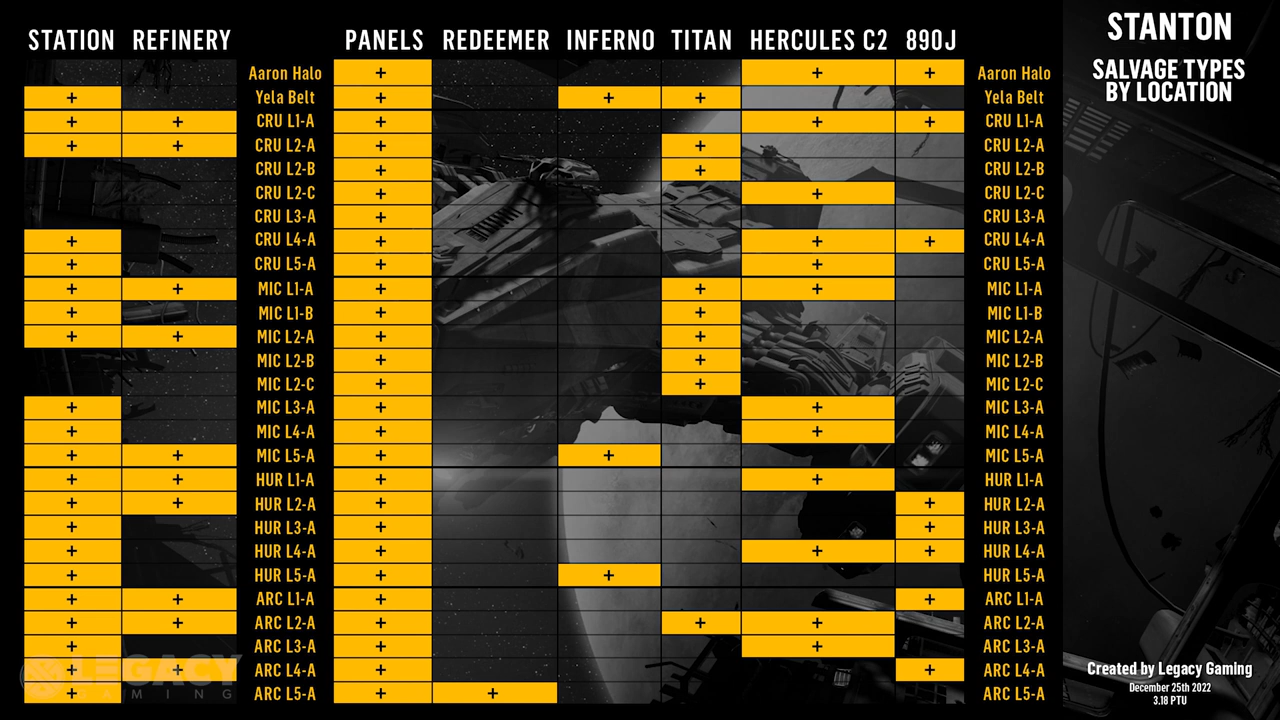 STATION REFINERY PANELS REDEEMER INFERNO TITAN HERCULES C2 890J
STANTON
SALVAGE TYPES
BY LOCATION
Aaron Halo + + + Aaron Halo
+ Yela Belt + + + Yela Belt
+ + CRU L1-A + + + CRU L1-A
+ + CRU L2-A + + CRU L2-A
CRU L2-B + + CRU L2-B
CRU L2-C + + CRU L2-C
CRU L3-A + CRU L3-A
+ CRU L4-A + + + CRU L4-A
+ CRU L5-A + + CRU L5-A
+ + MIC L1-A + + + MIC L1-A
+ MIC L1-B + + MIC L1-B
+ + MIC L2-A + + MIC L2-A
MIC L2-B + + MIC L2-B
MIC L2-C + + MIC L2-C
+ MIC L3-A + + MIC L3-A
+ MIC L4-A + + MIC L4-A
+ + MIC L5-A + + MIC L5-A
+ + HUR L1-A + + HUR L1-A
+ + HUR L2-A + + HUR L2-A
+ HUR L3-A + + HUR L3-A
+ HUR L4-A + + + HUR L4-A
+ HUR L5-A + + HUR L5-A
+ + ARC L1-A + + ARC L1-A
+ + ARC L2-A + + + ARC L2-A
+ ARC L3-A + + ARC L3-A
+ + ARC L4-A + + ARC L4-A
+ ARC L5-A + + ARC L5-A
LEGACY
GAMING
Created by Legacy Gaming
December 25th 2022
3.18 PTU